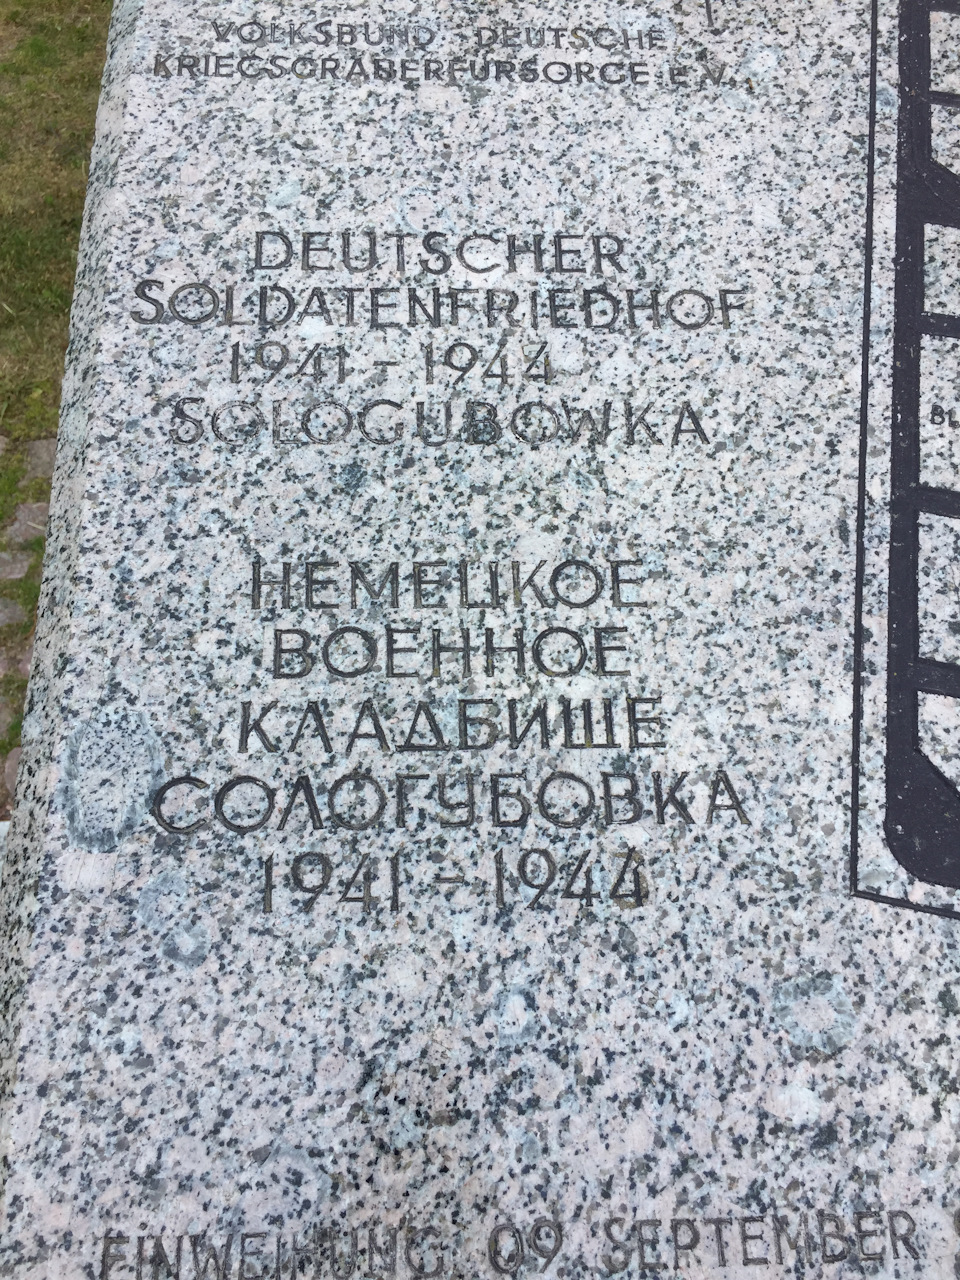 VOLKSBUND DEUTSCHE
KRIEGSGRÄBERFÜRSORGE E.V
DEUTSCHER
SOLDATENFRIEDHOF
1941 - 1944
SOLOGUBOWKA
НЕМЕЦКОЕ
ВОЕННОЕ
КЛАДБИЩЕ
СОЛОГУБОВКА
1941 - 1944
EINWEIHUNG 09 SEPTEMBER